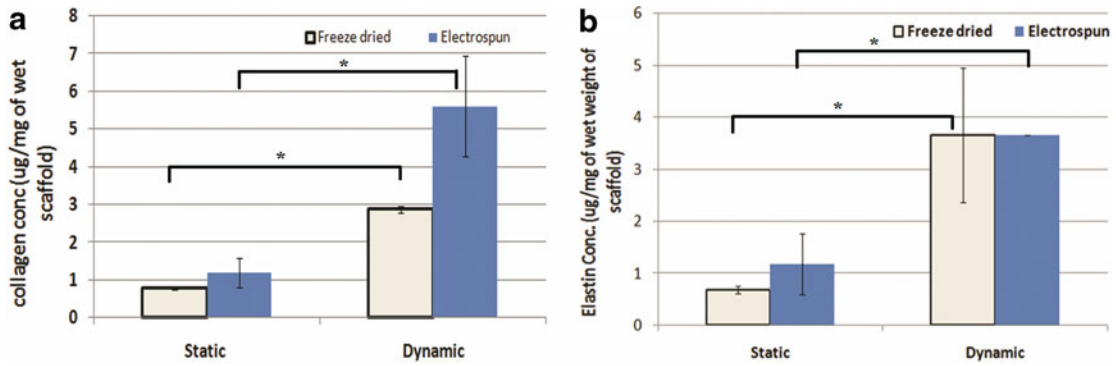 a
collagen conc (ug/mg of wet
scaffold)
8
7
6
5
4
3
2
1
0
Freeze dried
Electrospun
*
*
Static
Dynamic
b
Elastin Conc. (ug/mg of wet weight of
scaffold)
6
5
4
3
2
1
0
Freeze dried
Electrospun
*
*
Static
Dynamic